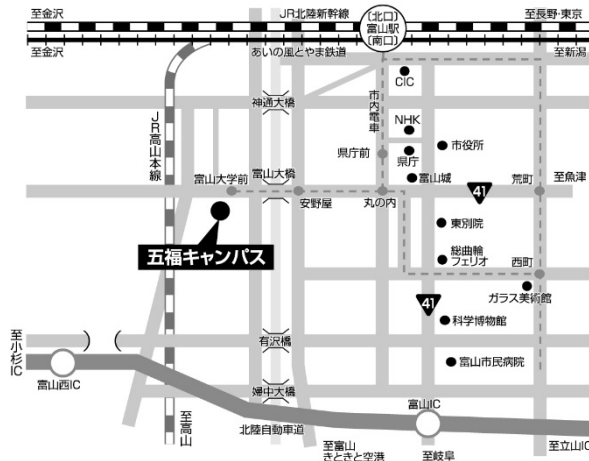 至金沢
JR北陸新幹線
〔北口〕
富山駅
〔南口〕
至長野・東京
至金沢
あいの風とやま鉄道
至新潟
CIC
神通大橋
市内電車
JR高山本線
NHK
市役所
県庁前
県庁
富山大学前
富山大橋
富山城
41
荒町
至魚津
安野屋
丸の内
東別院
五福キャンパス
総曲輪
フェリオ
西町
ガラス美術館
41
科学博物館
至小杉IC
有沢橋
富山市民病院
富山西IC
婦中大橋
富山IC
至高山
北陸自動車道
至富山
きときと空港
至岐阜
至立山IC